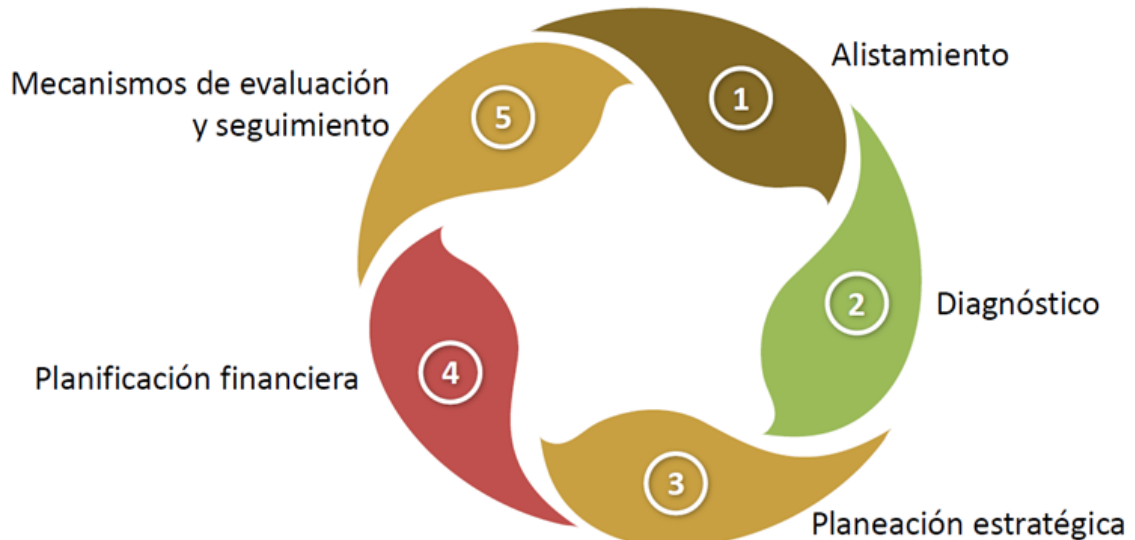 1
Alistamiento
2
Diagnóstico
3
Planeación estratégica
4
Planificación financiera
5
Mecanismos de evaluación
y seguimiento